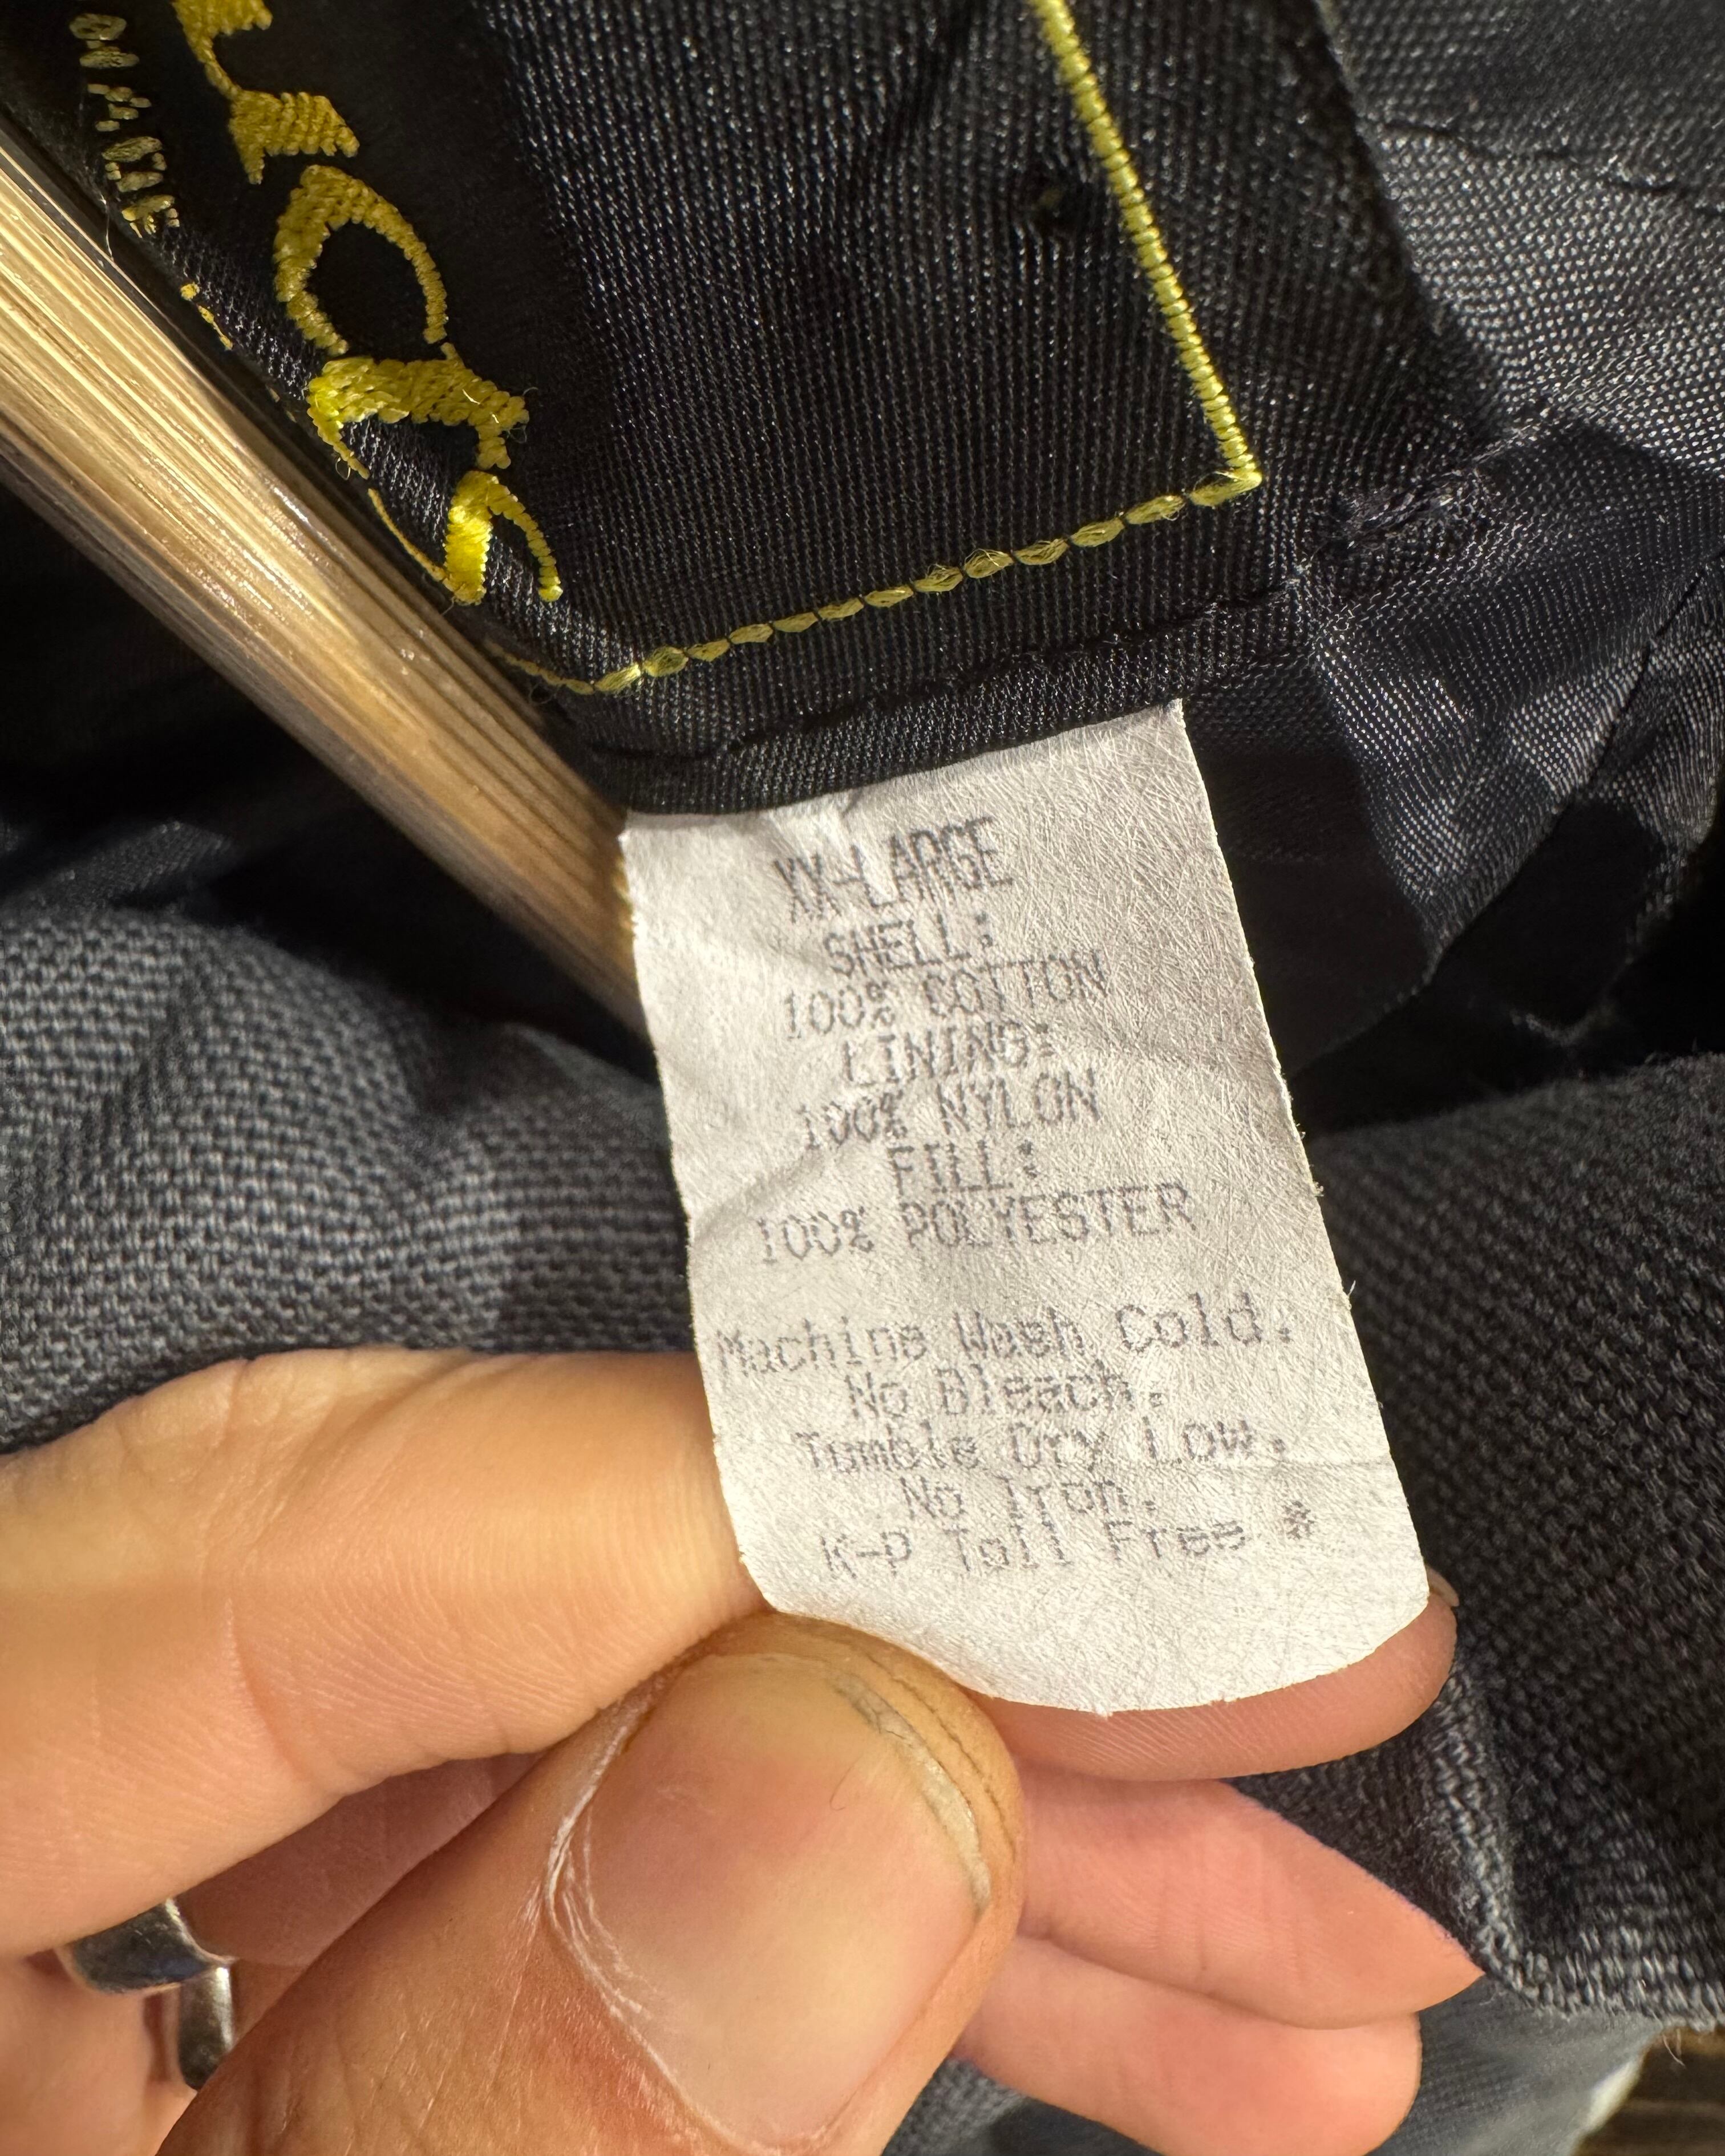 XX-LARGE
SHELL:
100% COTTON
LINING:
100% NYLON
FILL:
100% POLYESTER
Machine Wash Cold.
No Bleach.
Tumble Dry Low.
No Iron.
K-P Toll Free #